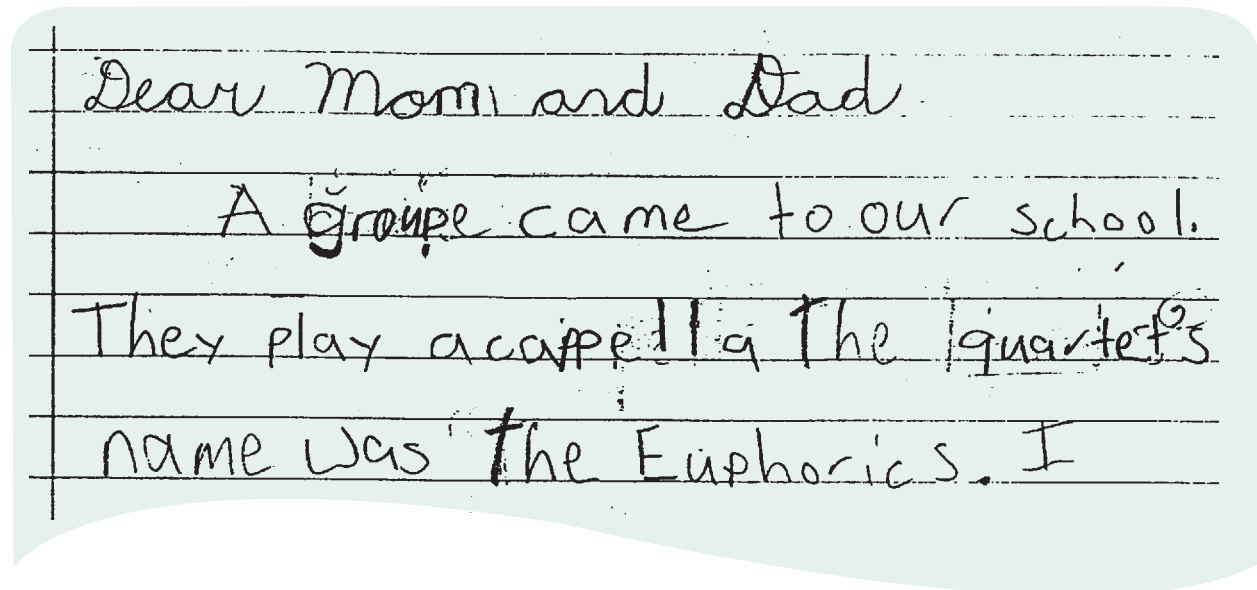 Dear Mom and Dad
A groupe came to our school.
They play acappella The quartet's
name was The Euphorics. I